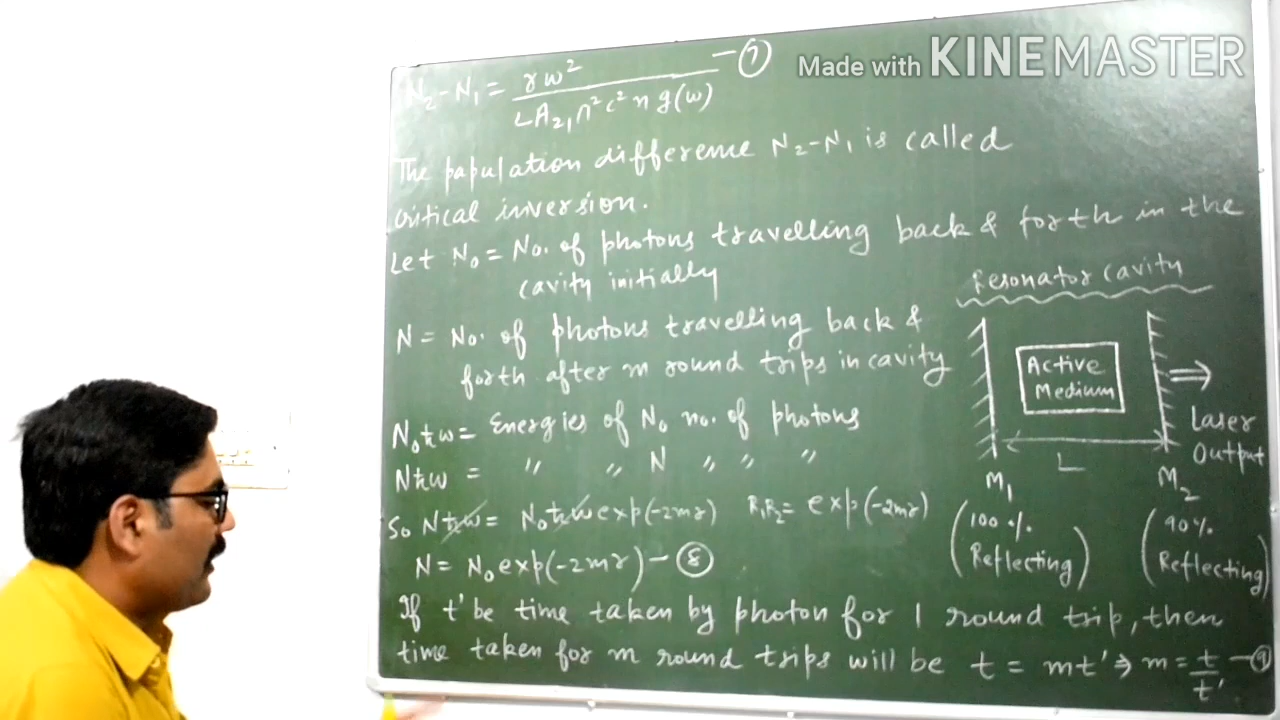 Made with KINEMASTER
N₂-N₁ = γω² / LA₂₁π²c²n g(ω) —⑦
The papulation difference N₂-N₁ is called
critical inversion.
Let N₀ = No. of photons travelling back & forth in the
cavity initially
N = No. of photons travelling back &
forth after m round trips in cavity
N₀ħω = Energies of N₀ no. of photons
Nħω = " " N " " "
So Nħω = N₀ħω exp(-2mγ) R₁R₂ = exp(-2mγ)
N = N₀ exp(-2mγ) —⑧
If t' be time taken by photon for 1 round trip, then
time taken for m round trips will be t = mt' ⇒ m = t/t' —⑨
Resonator cavity
Active
Medium
⇒
Laser
Output
L
M₁
(100 %.
Reflecting)
M₂
(90 %.
Reflecting)